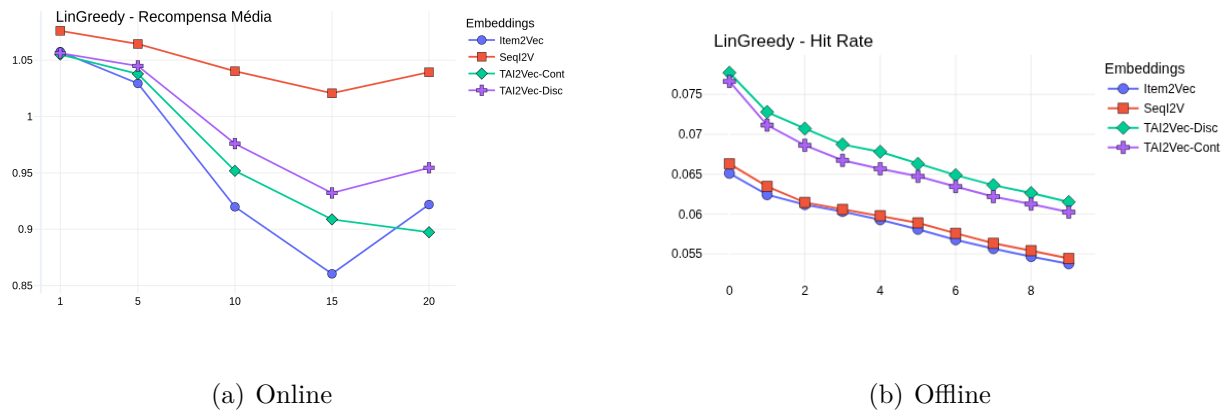 LinGreedy - Recompensa Média
Embeddings
Item2Vec
SeqI2V
TAI2Vec-Cont
TAI2Vec-Disc
1.05
1
0.95
0.9
0.85
1 5 10 15 20
(a) Online
LinGreedy - Hit Rate
Embeddings
Item2Vec
SeqI2V
TAI2Vec-Disc
TAI2Vec-Cont
0.075
0.07
0.065
0.06
0.055
0 2 4 6 8
(b) Offline